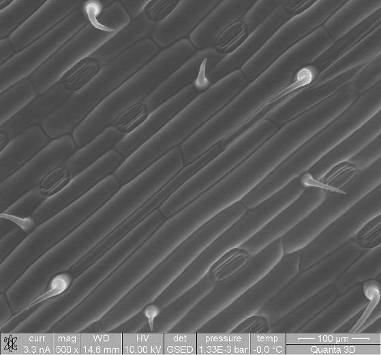 curr mag WD HV det pressure temp 100 µm
3.3 nA 500 x 14.6 mm 10.00 kV GSED 1.33E-3 bar -0.0 °C Quanta 3D